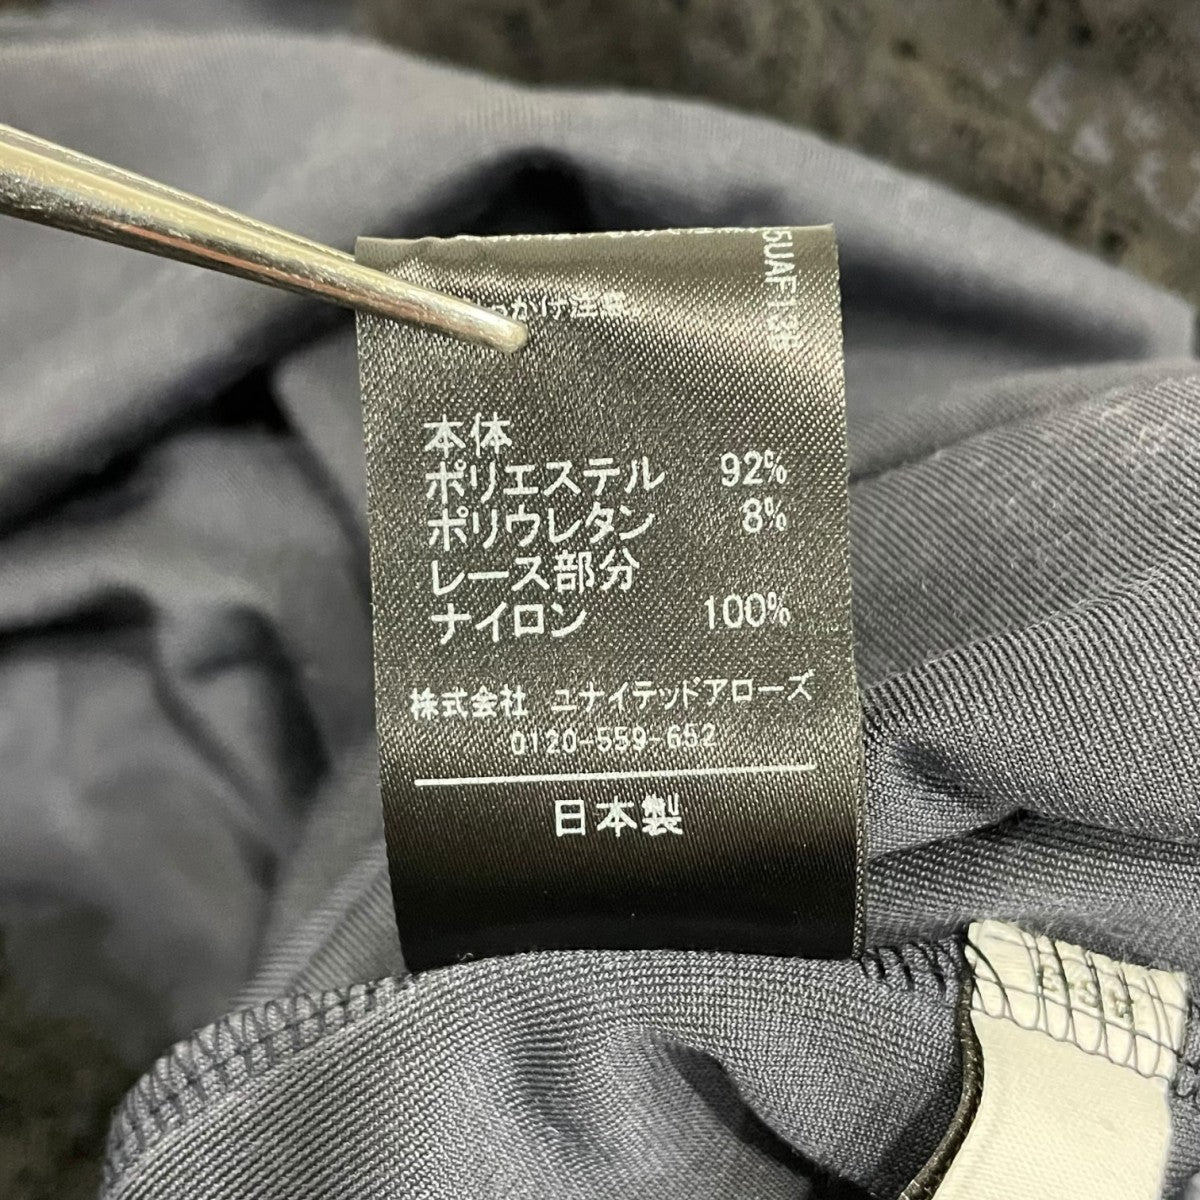 本体
ポリエステル 92%
ポリウレタン 8%
レース部分
ナイロン 100%
株式会社 ユナイテッドアローズ
0120-559-652
日本製